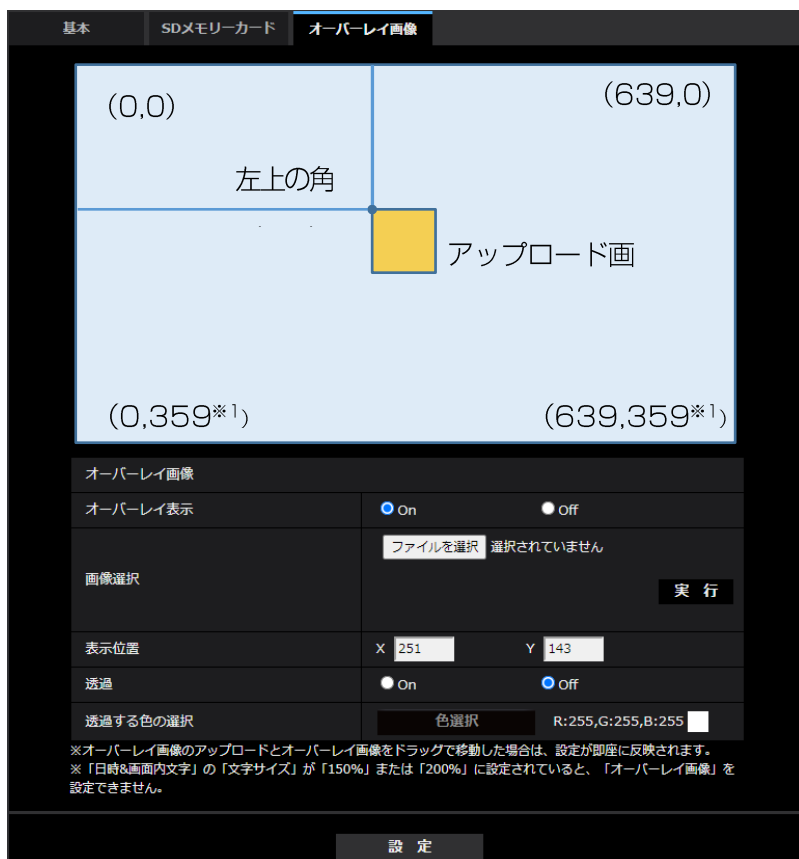 基本 SDメモリーカード オーバーレイ画像
(0,0) (639,0)
左上の角
アップロード画
(0,359※1) (639,359※1)
オーバーレイ画像
オーバーレイ表示 On Off
ファイルを選択 選択されていません
画像選択
実 行
表示位置 X 251 Y 143
透過 On Off
透過する色の選択 色選択 R:255,G:255,B:255
※オーバーレイ画像のアップロードとオーバーレイ画像をドラッグで移動した場合は、設定が即座に反映されます。
※「日時&画面内文字」の「文字サイズ」が「150%」または「200%」に設定されていると、「オーバーレイ画像」を
設定できません。
設 定